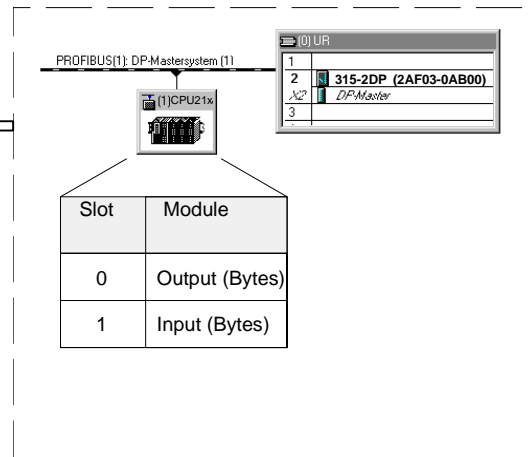 (0) UR
1
2 315-2DP (2AF03-0AB00)
X2 DP-Master
3
PROFIBUS(1): DP-Mastersystem (1)
(1)CPU21x
Slot Module
0 Output (Bytes)
1 Input (Bytes)